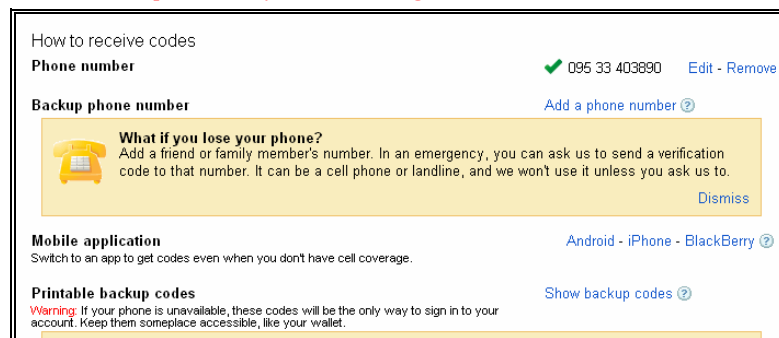 How to receive codes
Phone number 095 33 403890 Edit - Remove
Backup phone number Add a phone number ?
What if you lose your phone?
Add a friend or family member's number. In an emergency, you can ask us to send a verification
code to that number. It can be a cell phone or landline, and we won't use it unless you ask us to.
Dismiss
Mobile application Android - iPhone - BlackBerry ?
Switch to an app to get codes even when you don't have cell coverage.
Printable backup codes Show backup codes ?
Warning: If your phone is unavailable, these codes will be the only way to sign in to your
account. Keep them someplace accessible, like your wallet.